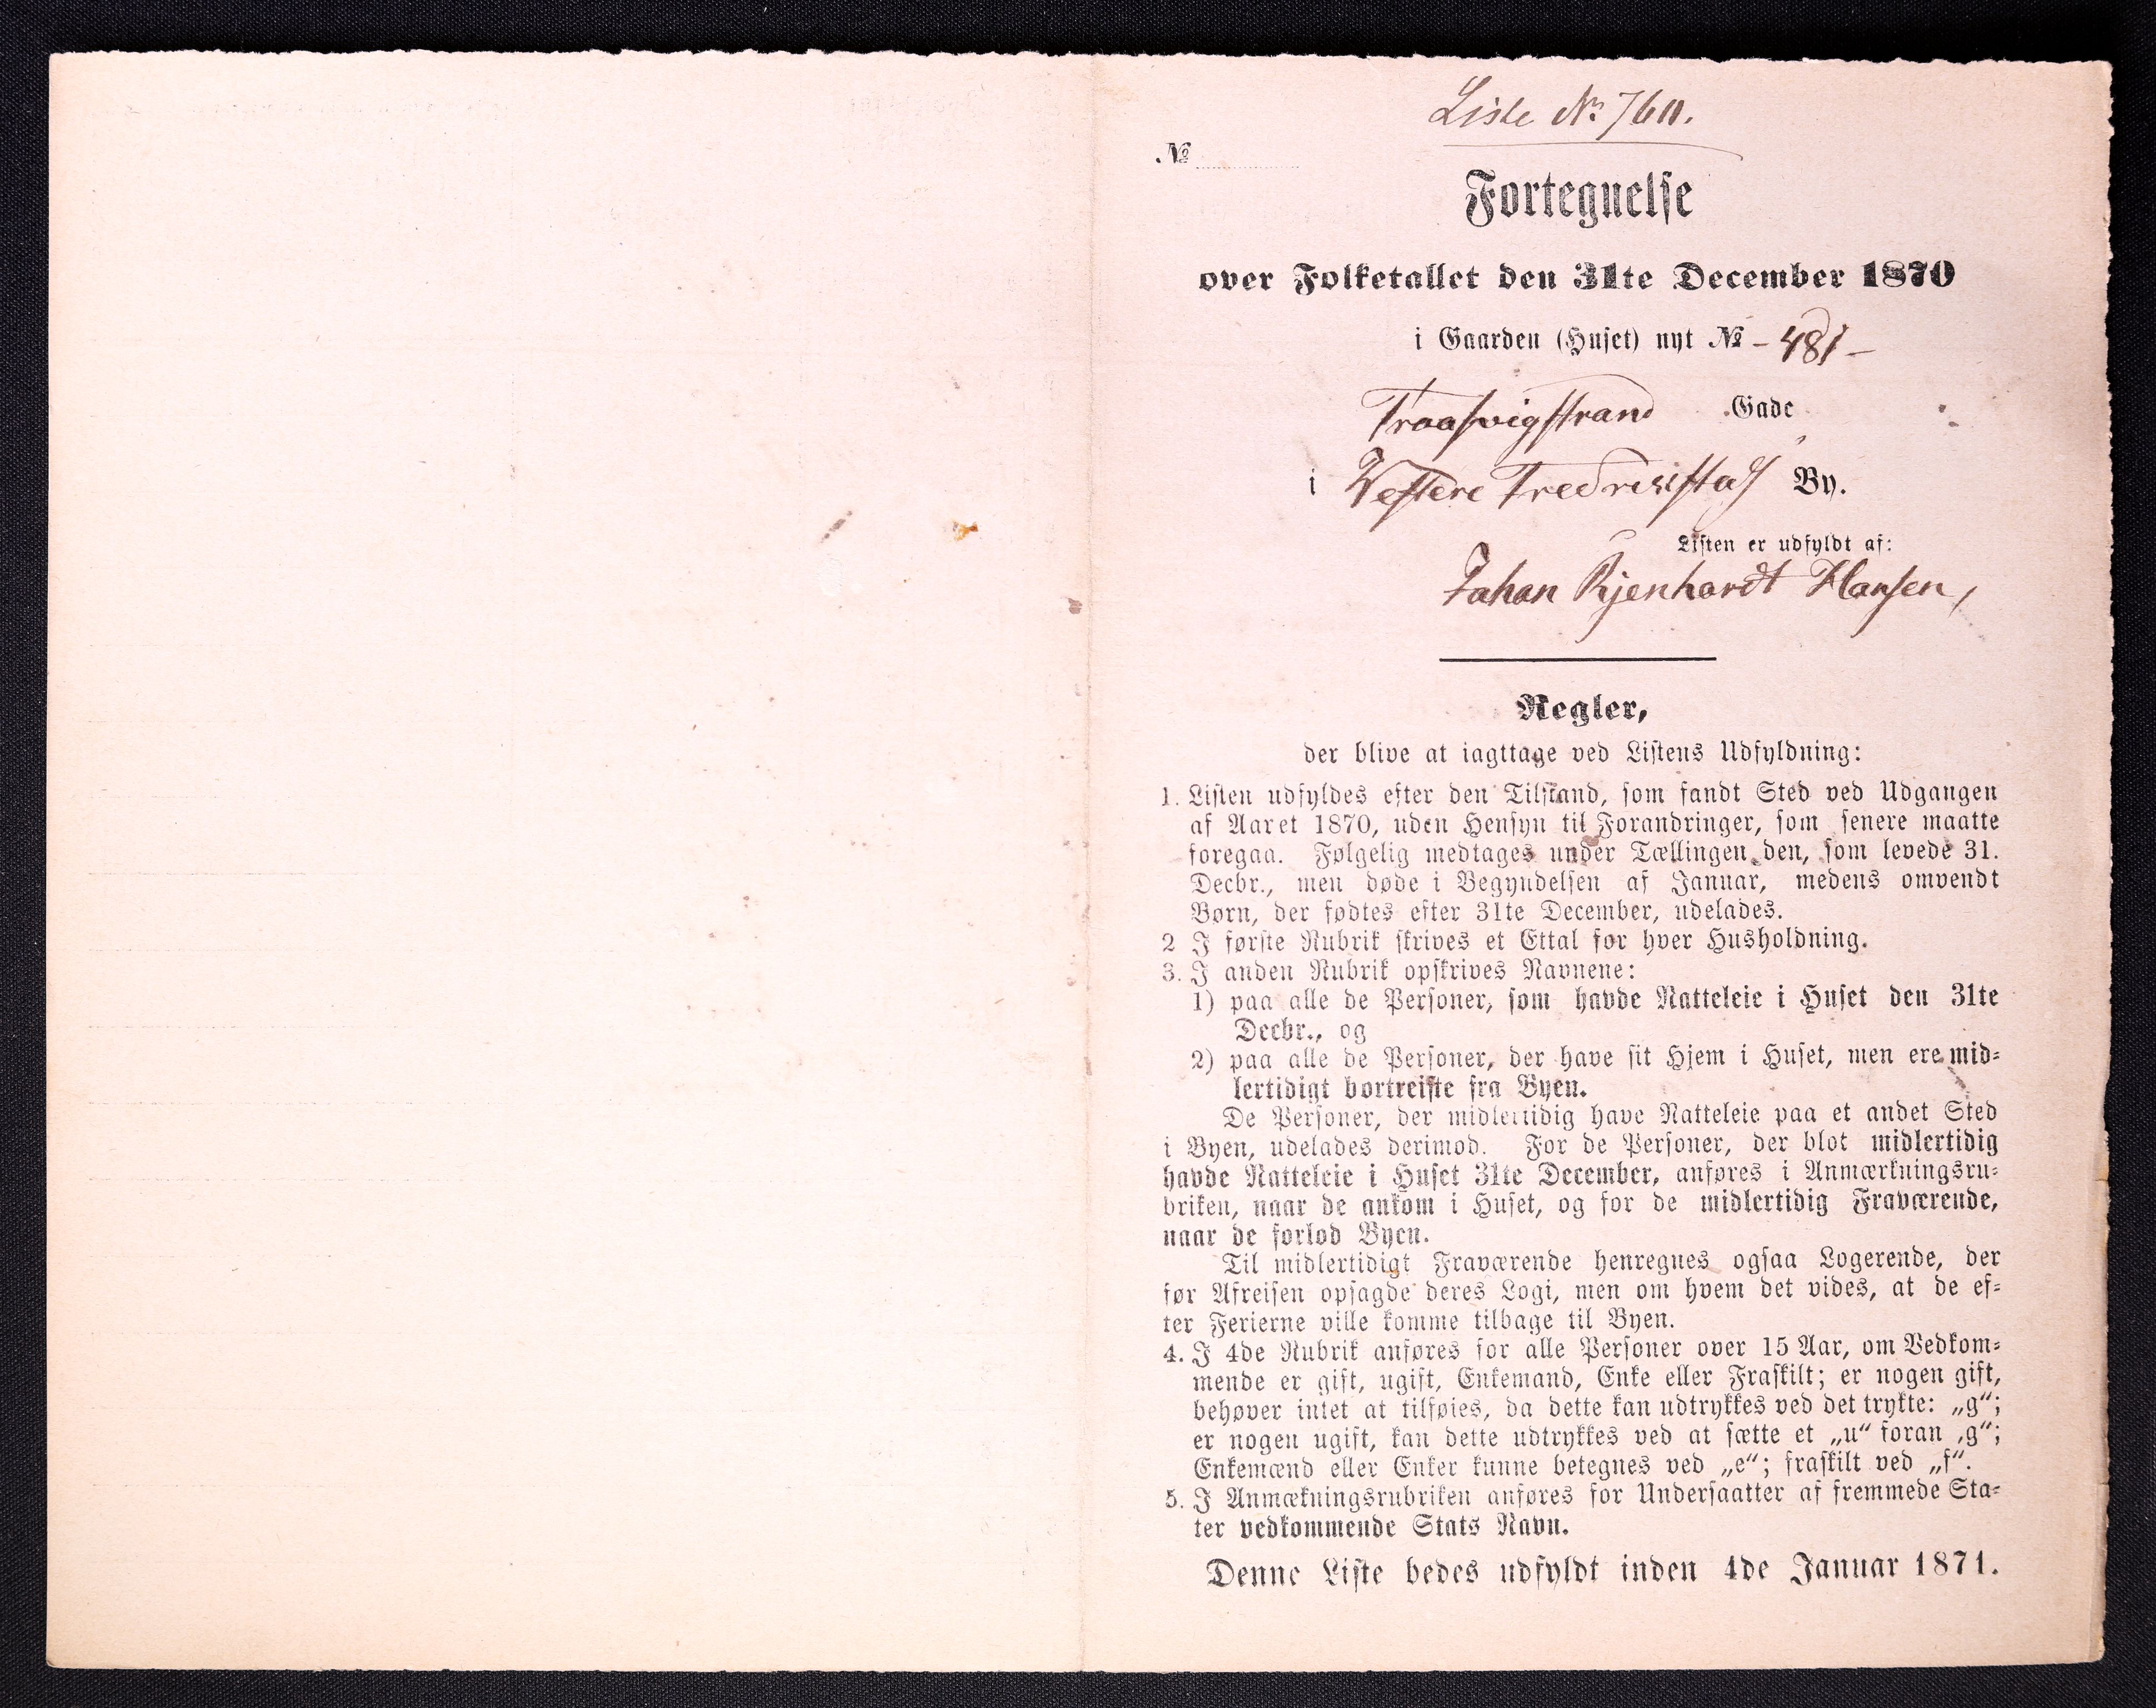 Liste No. 760.
№
Fortegnelse
over Folketallet den 31te December 1870
i Gaarden (Huset) nyt № - 481 -
Traasvigstrand Gade
i Vestere Fredrikstad By.
Listen er udfyldt af:
Johan Rjenhardt Hansen,
Regler,
der blive at iagttage ved Listens Udfyldning:
1. Listen udfyldes efter den Tilstand, som fandt Sted ved Udgangen
af Aaret 1870, uden Hensyn til Forandringer, som senere maatte
foregaa. Følgelig medtages under Tællingen den, som levede 31.
Decbr., men døde i Begyndelsen af Januar, medens omvendt
Børn, der fødtes efter 31te December, udelades.
2 I første Rubrik skrives et Ettal for hver Husholdning.
3. I anden Rubrik opskrives Navnene:
1) paa alle de Personer, som havde Natteleie i Huset den 31te
Decbr., og
2) paa alle de Personer, der have sit Hjem i Huset, men ere mid-
lertidigt bortreiste fra Byen.
De Personer, der midlertidig have Natteleie paa et andet Sted
i Byen, udelades derimod. For de Personer, der blot midlertidig
havde Natteleie i Huset 31te December, anføres i Anmærkningsru-
briken, naar de ankom i Huset, og for de midlertidig Fraværende,
naar de forlod Byen.
Til midlertidigt Fraværende henregnes ogsaa Logerende, der
før Afreisen opsagde deres Logi, men om hvem det vides, at de ef-
ter Ferierne ville komme tilbage til Byen.
4. I 4de Rubrik anføres for alle Personer over 15 Aar, om Vedkom-
mende er gift, ugift, Enkemand, Enke eller Fraskilt; er nogen gift,
behøver intet at tilføies, da dette kan udtrykkes ved det trykte: „g“;
er nogen ugift, kan dette udtrykkes ved at sætte et „u“ foran ‚g“;
Enkemænd eller Enker kunne betegnes ved „e“; fraskilt ved „f“.
5. I Anmækningsrubriken anføres for Undersaatter af fremmede Sta-
ter vedkommende Stats Navn.
Denne Liste bedes udfyldt inden 4de Januar 1871.